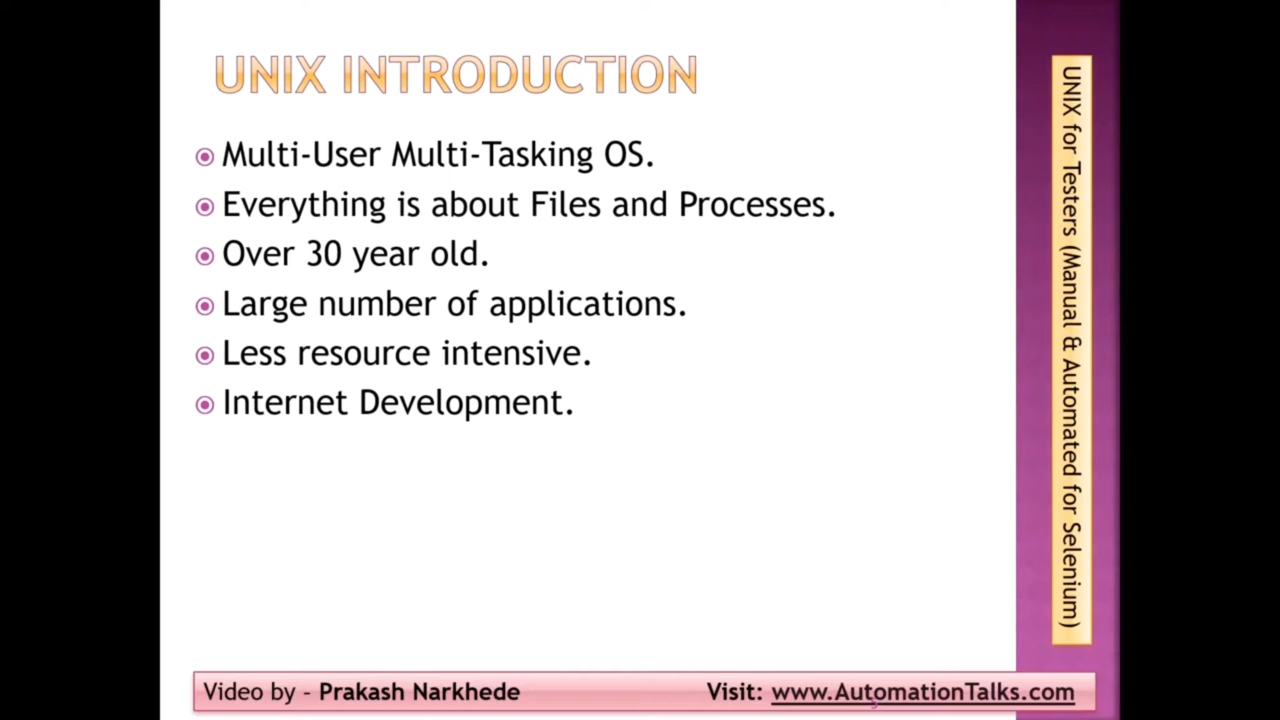 UNIX INTRODUCTION
Multi-User Multi-Tasking OS.
Everything is about Files and Processes.
Over 30 year old.
Large number of applications.
Less resource intensive.
Internet Development.
UNIX for Testers (Manual & Automated for Selenium)
Video by - Prakash Narkhede
Visit: www.AutomationTalks.com